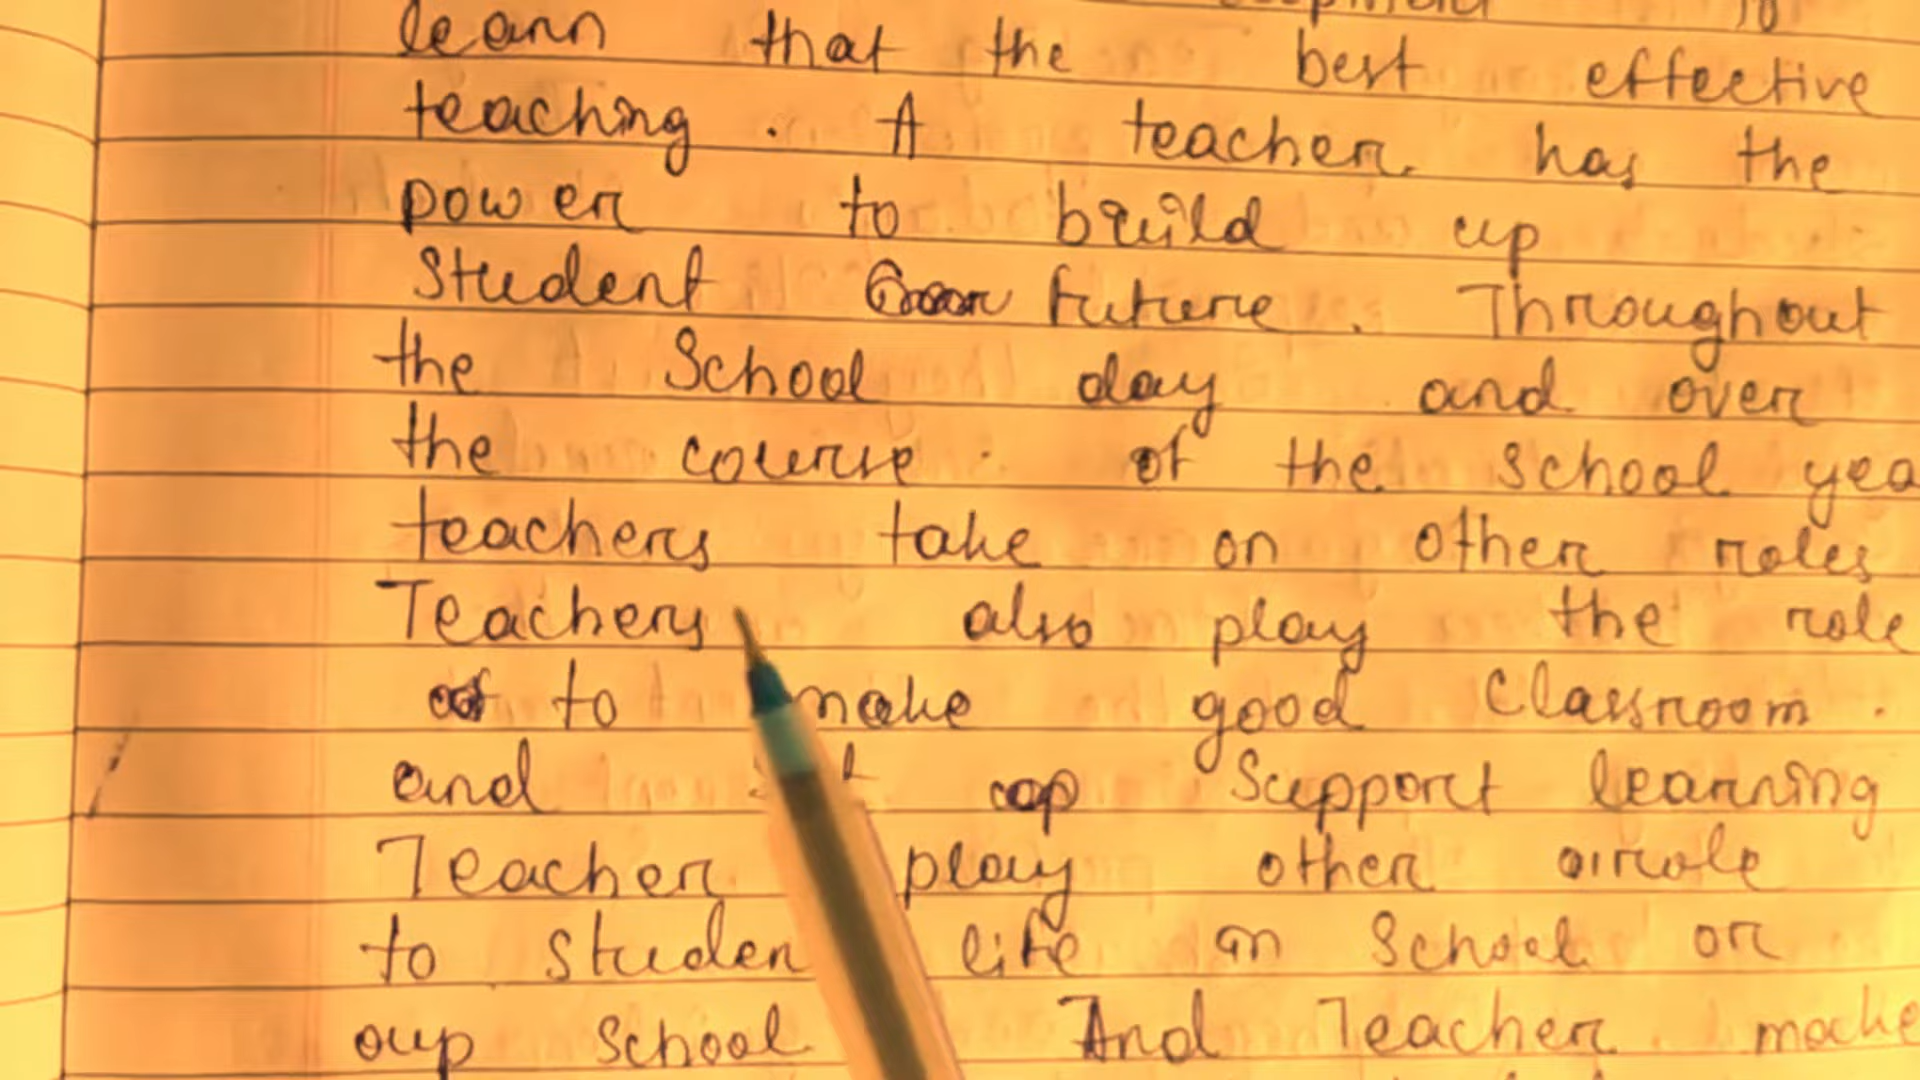 learn that the best effective
teaching . A teacher has the
power to build up
Student future . Throughout
the School day and over
the course of the School yea
teachers take on other roles
Teachers also play the role
to make good Classroom .
and Support learning
Teacher play other
to studen life in School or
oup School And Teacher make